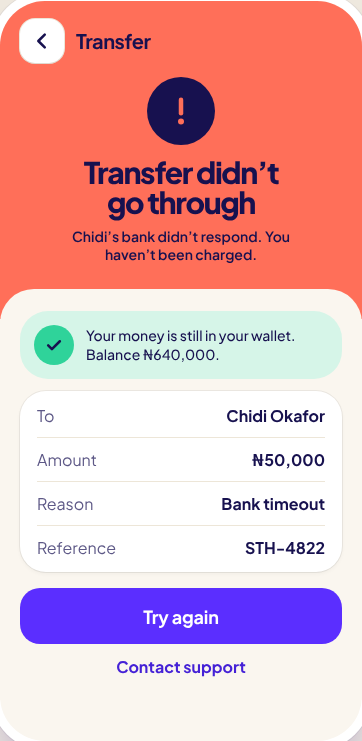 Transfer
Transfer didn’t
go through
Chidi’s bank didn’t respond. You
haven’t been charged.
Your money is still in your wallet.
Balance ₦640,000.
To Chidi Okafor
Amount ₦50,000
Reason Bank timeout
Reference STH-4822
Try again
Contact support